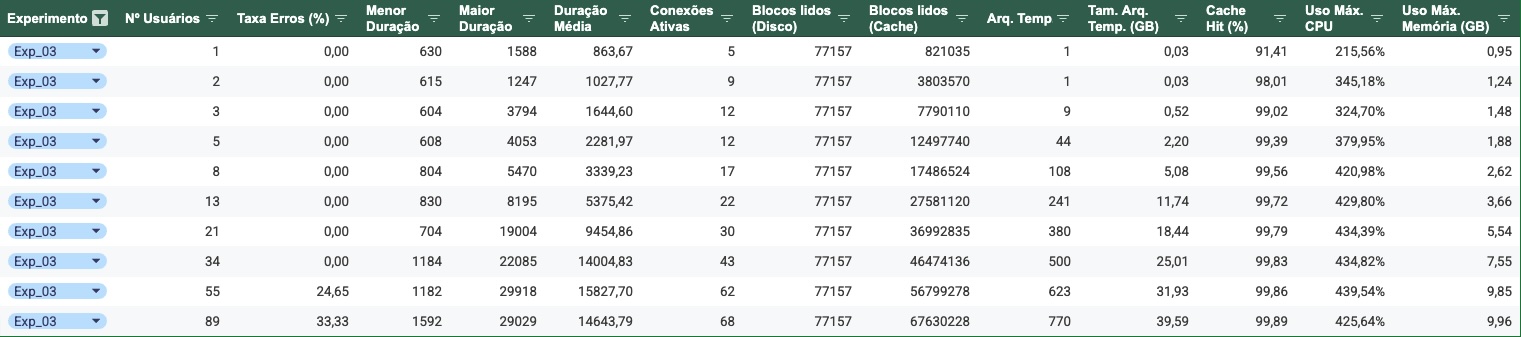 Experimento Nº Usuários Taxa Erros (%) Menor Duração Maior Duração Duração Média Conexões Ativas Blocos lidos (Disco) Blocos lidos (Cache) Arq. Temp Tam. Arq. Temp. (GB) Cache Hit (%) Uso Máx. CPU Uso Máx. Memória (GB)
Exp_03 1 0,00 630 1588 863,67 5 77157 821035 1 0,03 91,41 215,56% 0,95
Exp_03 2 0,00 615 1247 1027,77 9 77157 3803570 1 0,03 98,01 345,18% 1,24
Exp_03 3 0,00 604 3794 1644,60 12 77157 7790110 9 0,52 99,02 324,70% 1,48
Exp_03 5 0,00 608 4053 2281,97 12 77157 12497740 44 2,20 99,39 379,95% 1,88
Exp_03 8 0,00 804 5470 3339,23 17 77157 17486524 108 5,08 99,56 420,98% 2,62
Exp_03 13 0,00 830 8195 5375,42 22 77157 27581120 241 11,74 99,72 429,80% 3,66
Exp_03 21 0,00 704 19004 9454,86 30 77157 36992835 380 18,44 99,79 434,39% 5,54
Exp_03 34 0,00 1184 22085 14004,83 43 77157 46474136 500 25,01 99,83 434,82% 7,55
Exp_03 55 24,65 1182 29918 15827,70 62 77157 56799278 623 31,93 99,86 439,54% 9,85
Exp_03 89 33,33 1592 29029 14643,79 68 77157 67630228 770 39,59 99,89 425,64% 9,96